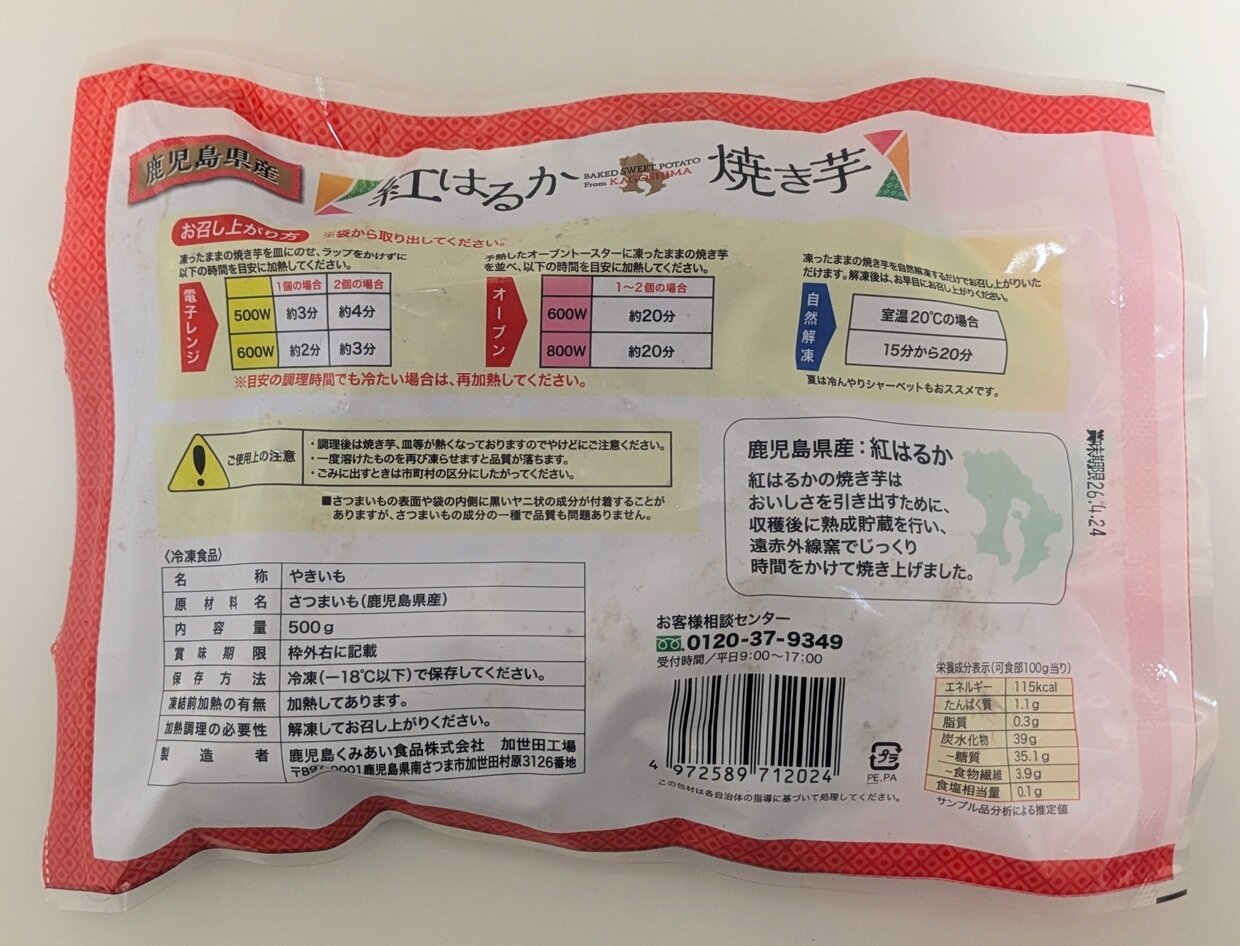 鹿児島県産
紅はるか
BAKED SWEET POTATO
From KAGOSHIMA
焼き芋
お召し上がり方 ※袋から取り出してください。
凍ったままの焼き芋を皿にのせ、ラップをかけずに
以下の時間を目安に加熱してください。
電子レンジ
1個の場合 2個の場合
500W 約3分 約4分
600W 約2分 約3分
予熱したオーブントースターに凍ったままの焼き芋
を並べ、以下の時間を目安に加熱してください。
オーブン
1〜2個の場合
600W 約20分
800W 約20分
※目安の調理時間でも冷たい場合は、再加熱してください。
凍ったままの焼き芋を自然解凍するだけでお召し上がりいた
だけます。解凍後は、お早目にお召し上がりください。
自然解凍
室温20℃の場合
15分から20分
夏は冷んやりシャーベットもおススメです。
ご使用上の注意
・調理後は焼き芋、皿等が熱くなっておりますのでやけどにご注意ください。
・一度溶けたものを再び凍らせますと品質が落ちます。
・ごみに出すときは市町村の区分にしたがってください。
■さつまいもの表面や袋の内側に黒いヤニ状の成分が付着することが
ありますが、さつまいもの成分の一種で品質も問題ありません。
鹿児島県産：紅はるか
紅はるかの焼き芋は
おいしさを引き出すために、
収穫後に熟成貯蔵を行い、
遠赤外線窯でじっくり
時間をかけて焼き上げました。
賞味期限26.4.24
〈冷凍食品〉
名称 やきいも
原材料名 さつまいも(鹿児島県産)
内容量 500g
賞味期限 枠外右に記載
保存方法 冷凍(−18℃以下)で保存してください。
凍結前加熱の有無 加熱してあります。
加熱調理の必要性 解凍してお召し上がりください。
製造者 鹿児島くみあい食品株式会社 加世田工場
〒897-0001鹿児島県南さつま市加世田村原3126番地
お客様相談センター
0120-37-9349
受付時間／平日9:00〜17:00
4 972589 712024
プラ
PE,PA
この包材は各自治体の指導に基づいて処理してください。
栄養成分表示(可食部100g当り)
エネルギー 115kcal
たんぱく質 1.1g
脂質 0.3g
炭水化物 39g
−糖質 35.1g
−食物繊維 3.9g
食塩相当量 0.1g
サンプル品分析による推定値